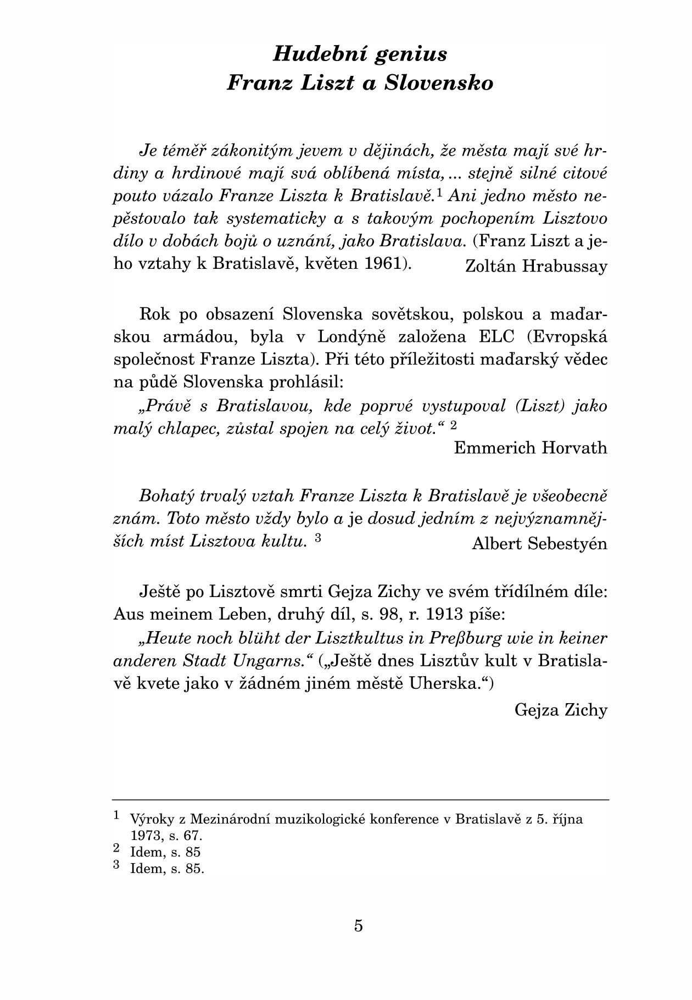 Hudební genius
Franz Liszt a Slovensko
Je téměř zákonitým jevem v dějinách, že města mají své hr-
diny a hrdinové mají svá oblíbená místa, ... stejně silné citové
pouto vázalo Franze Liszta k Bratislavě.1 Ani jedno město ne-
pěstovalo tak systematicky a s takovým pochopením Lisztovo
dílo v dobách bojů o uznání, jako Bratislava. (Franz Liszt a je-
ho vztahy k Bratislavě, květen 1961). Zoltán Hrabussay
Rok po obsazení Slovenska sovětskou, polskou a maďar-
skou armádou, byla v Londýně založena ELC (Evropská
společnost Franze Liszta). Při této příležitosti maďarský vědec
na půdě Slovenska prohlásil:
„Právě s Bratislavou, kde poprvé vystupoval (Liszt) jako
malý chlapec, zůstal spojen na celý život.“ 2
Emmerich Horvath
Bohatý trvalý vztah Franze Liszta k Bratislavě je všeobecně
znám. Toto město vždy bylo a je dosud jedním z nejvýznamněj-
ších míst Lisztova kultu. 3 Albert Sebestyén
Ještě po Lisztově smrti Gejza Zichy ve svém třídílném díle:
Aus meinem Leben, druhý díl, s. 98, r. 1913 píše:
„Heute noch blüht der Lisztkultus in Preßburg wie in keiner
anderen Stadt Ungarns.“ („Ještě dnes Lisztův kult v Bratisla-
vě kvete jako v žádném jiném městě Uherska.“)
Gejza Zichy
1 Výroky z Mezinárodní muzikologické konference v Bratislavě z 5. října
1973, s. 67.
2 Idem, s. 85
3 Idem, s. 85.
5